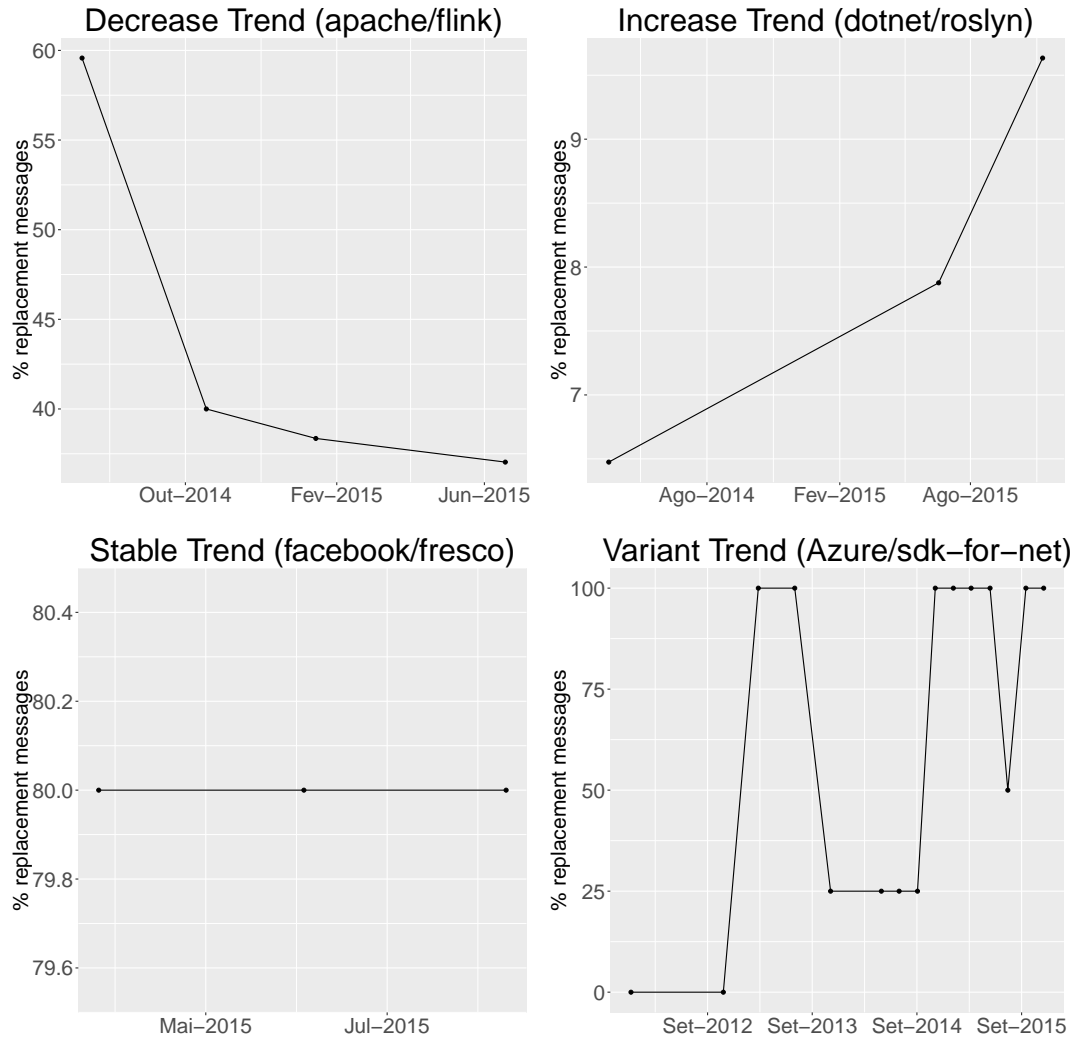 Decrease Trend (apache/flink)
% replacement messages
60
55
50
45
40
Out–2014 Fev–2015 Jun–2015
Increase Trend (dotnet/roslyn)
% replacement messages
9
8
7
Ago–2014 Fev–2015 Ago–2015
Stable Trend (facebook/fresco)
% replacement messages
80.4
80.2
80.0
79.8
79.6
Mai–2015 Jul–2015
Variant Trend (Azure/sdk–for–net)
% replacement messages
100
75
50
25
0
Set–2012 Set–2013 Set–2014 Set–2015